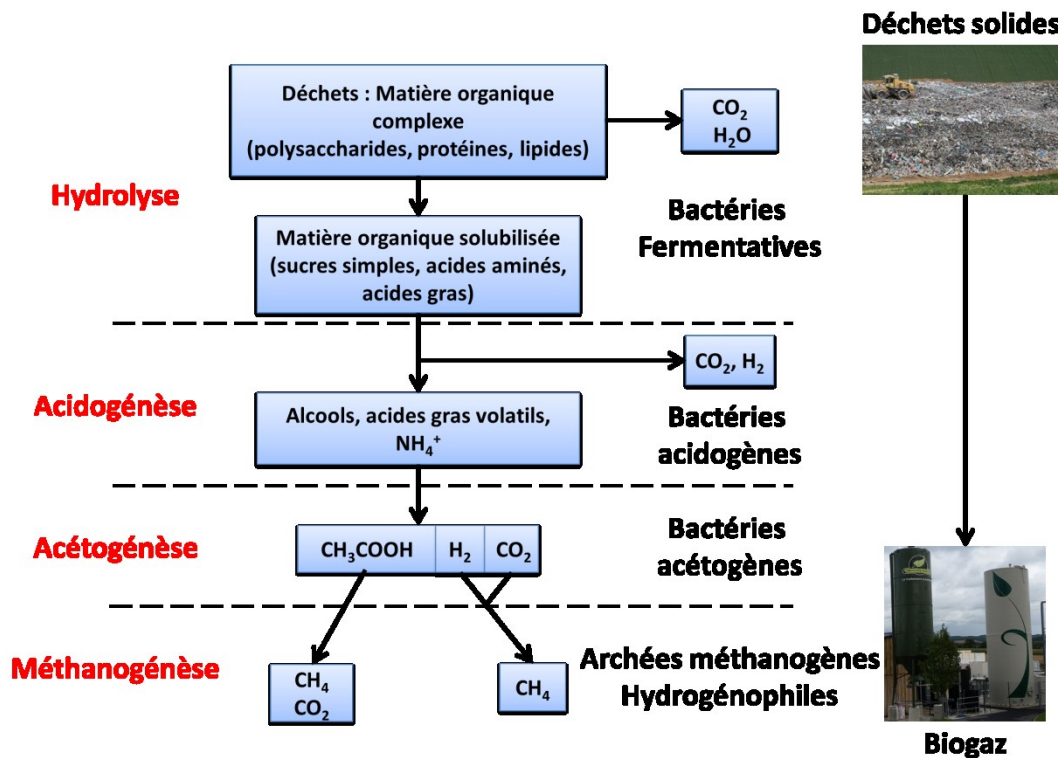 Déchets solides
Déchets : Matière organique
complexe
(polysaccharides, protéines, lipides)
CO₂
H₂O
Hydrolyse
Bactéries
Fermentatives
Matière organique solubilisée
(sucres simples, acides aminés,
acides gras)
CO₂, H₂
Acidogénèse
Alcools, acides gras volatils,
NH₄⁺
Bactéries
acidogènes
Acétogénèse
CH₃COOH H₂ CO₂
Bactéries
acétogènes
Méthanogénèse
CH₄
CO₂
CH₄
Archées méthanogènes
Hydrogénophiles
Biogaz